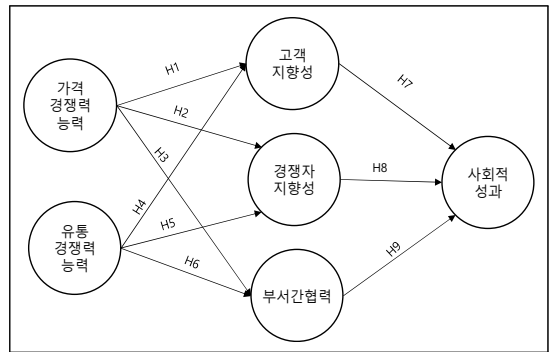 가격
경쟁력
능력
유통
경쟁력
능력
H1
H2
H3
H4
H5
H6
고객
지향성
경쟁자
지향성
부서간협력
H7
H8
H9
사회적
성과